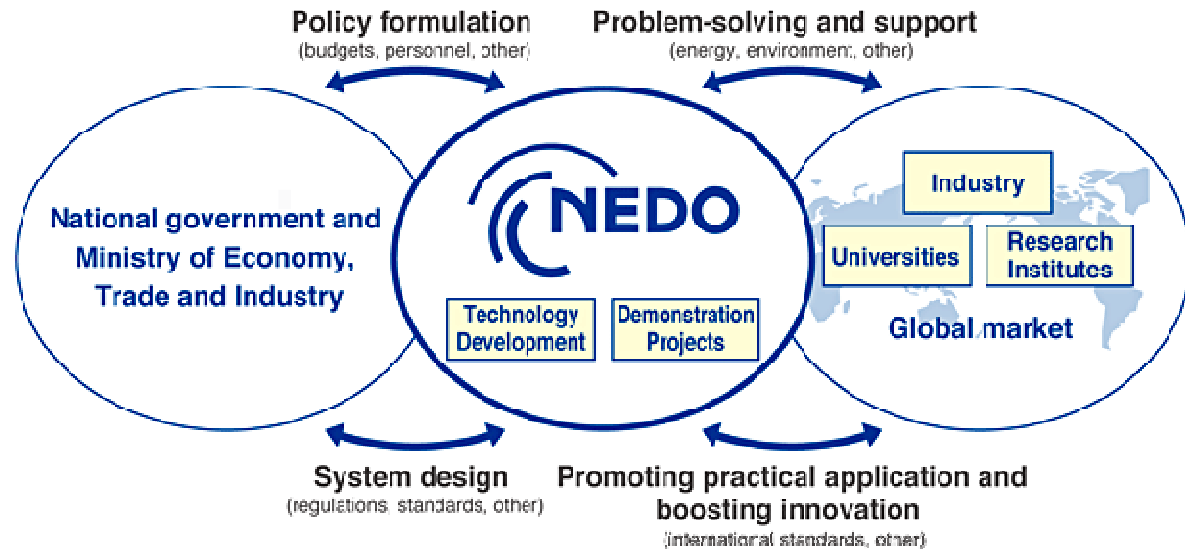 Policy formulation
(budgets, personnel, other)
Problem-solving and support
(energy, environment, other)
National government and
Ministry of Economy,
Trade and Industry
NEDO
Technology
Development
Demonstration
Projects
Industry
Universities
Research
Institutes
Global market
System design
(regulations, standards, other)
Promoting practical application and
boosting innovation
(international standards, other)